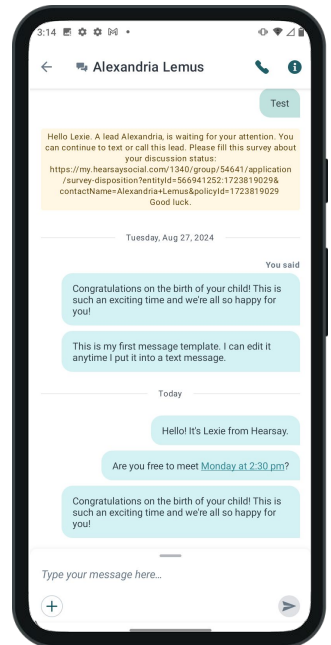 3:14
Alexandria Lemus
Test
Hello Lexie. A lead Alexandria, is waiting for your attention. You
can continue to text or call this lead. Please fill this survey about
your discussion status:
https://my.hearsaysocial.com/1340/group/54641/application
/survey-disposition?entityId=566941252:1723819029&
contactName=Alexandria+Lemus&policyId=1723819029
Good luck.
Tuesday, Aug 27, 2024
You said
Congratulations on the birth of your child! This is
such an exciting time and we're all so happy for
you!
This is my first message template. I can edit it
anytime I put it into a text message.
Today
Hello! It's Lexie from Hearsay.
Are you free to meet Monday at 2:30 pm?
Congratulations on the birth of your child! This is
such an exciting time and we're all so happy for
you!
Type your message here...